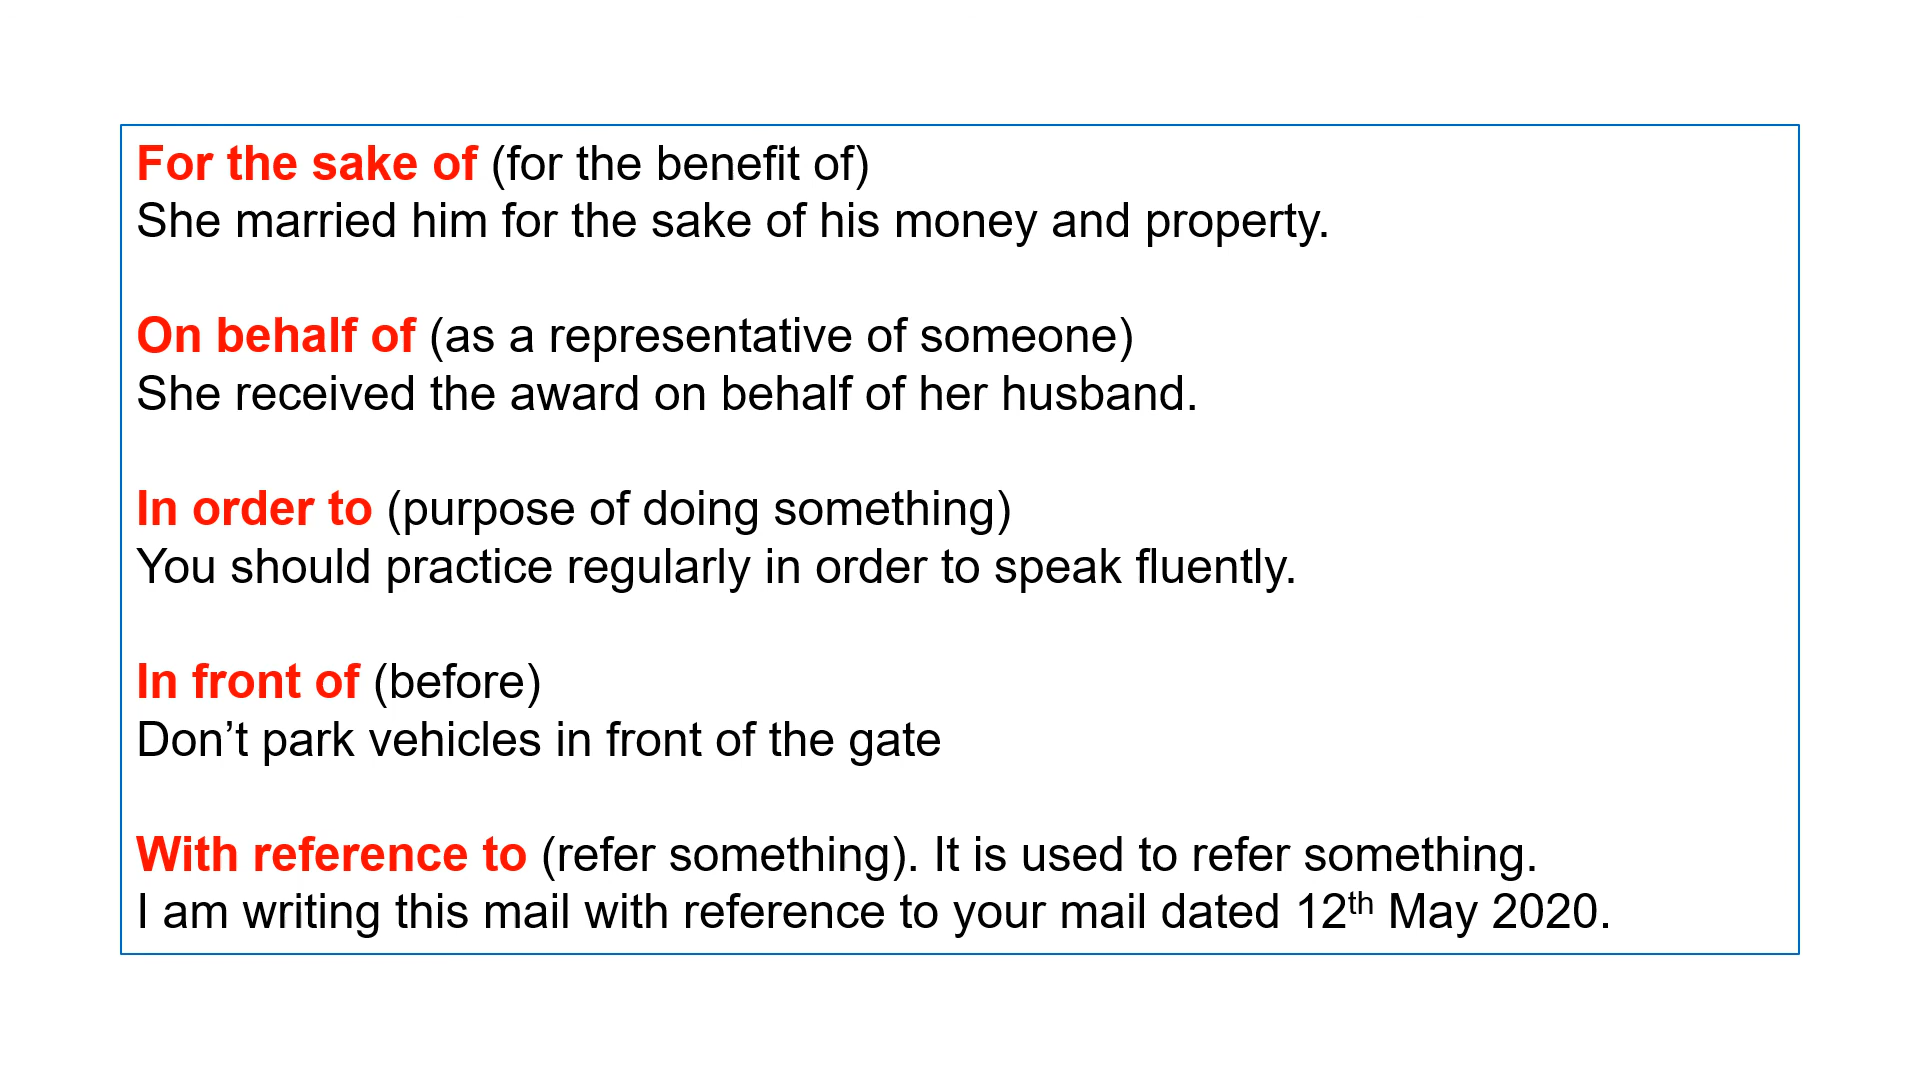 For the sake of (for the benefit of)
She married him for the sake of his money and property.
On behalf of (as a representative of someone)
She received the award on behalf of her husband.
In order to (purpose of doing something)
You should practice regularly in order to speak fluently.
In front of (before)
Don’t park vehicles in front of the gate
With reference to (refer something). It is used to refer something.
I am writing this mail with reference to your mail dated 12th May 2020.